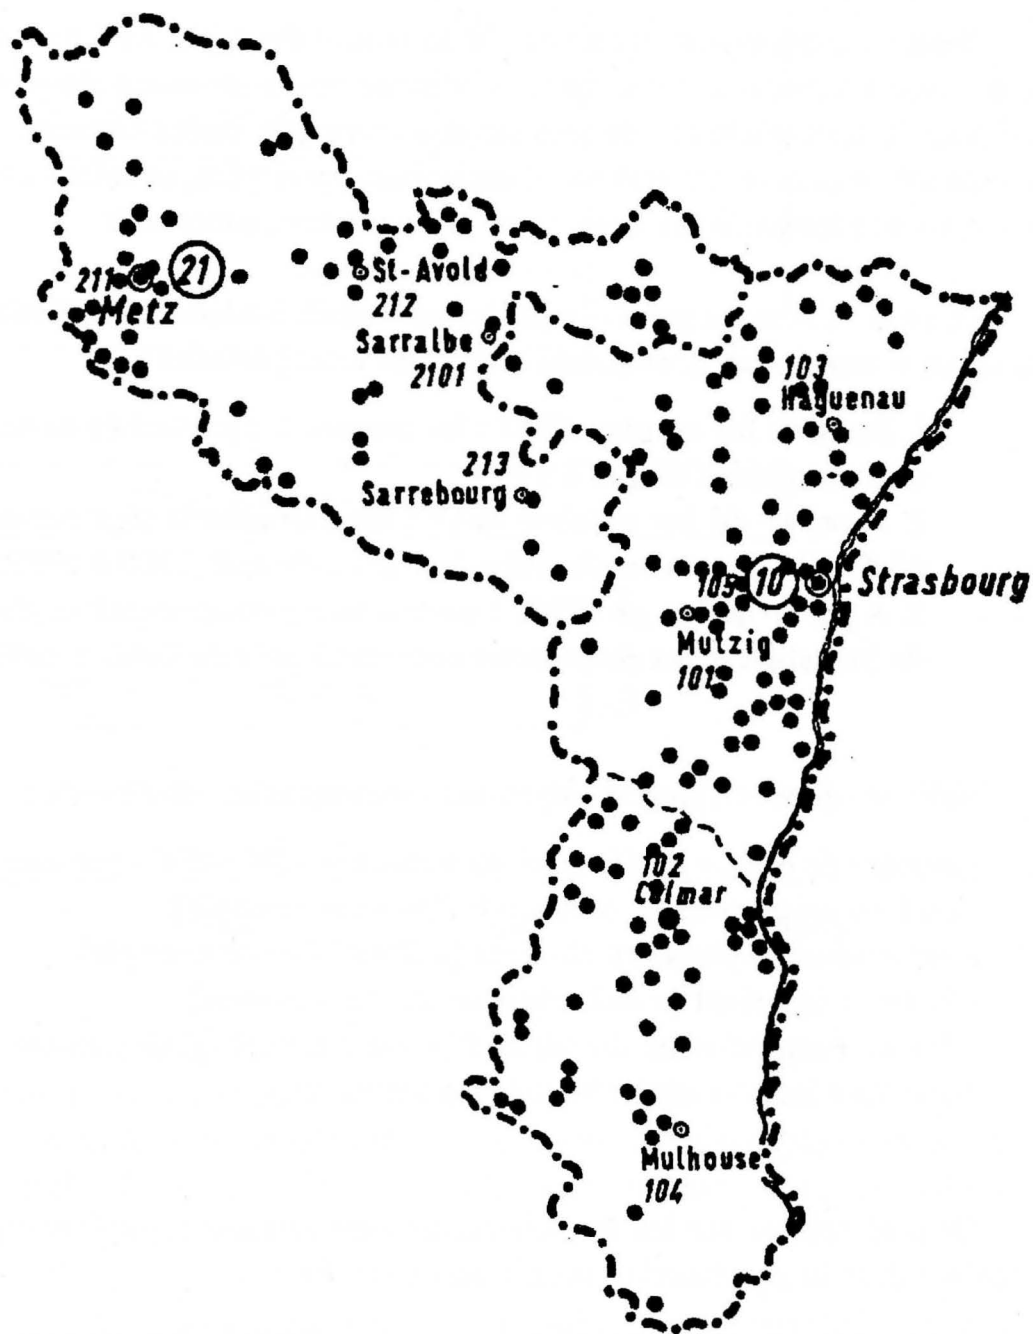 211
21
Metz
St-Avold
212
Sarralbe
2101
103
Haguenau
213
Sarrebourg
105
10
Strasbourg
Mutzig
101
102
Colmar
Mulhouse
104